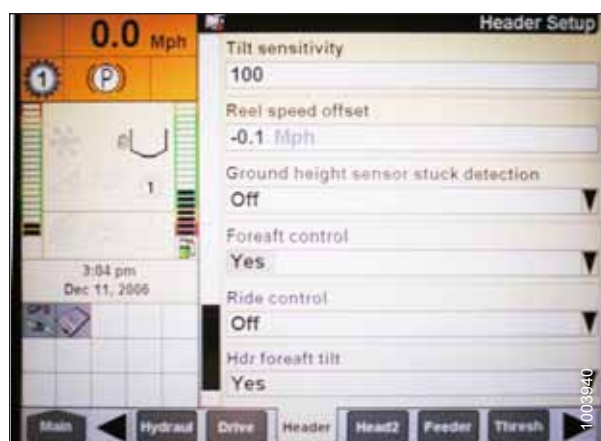 0.0 Mph
Header Setup
1
P
Tilt sensitivity
100
Reel speed offset
-0.1 Mph
Ground height sensor stuck detection
Off
1
Foreaft control
Yes
3:04 pm
Dec 11, 2006
Ride control
Off
GPS
Hdr foreaft tilt
Yes
Main
Hydraul
Drive
Header
Head2
Feeder
Thresh
1003940